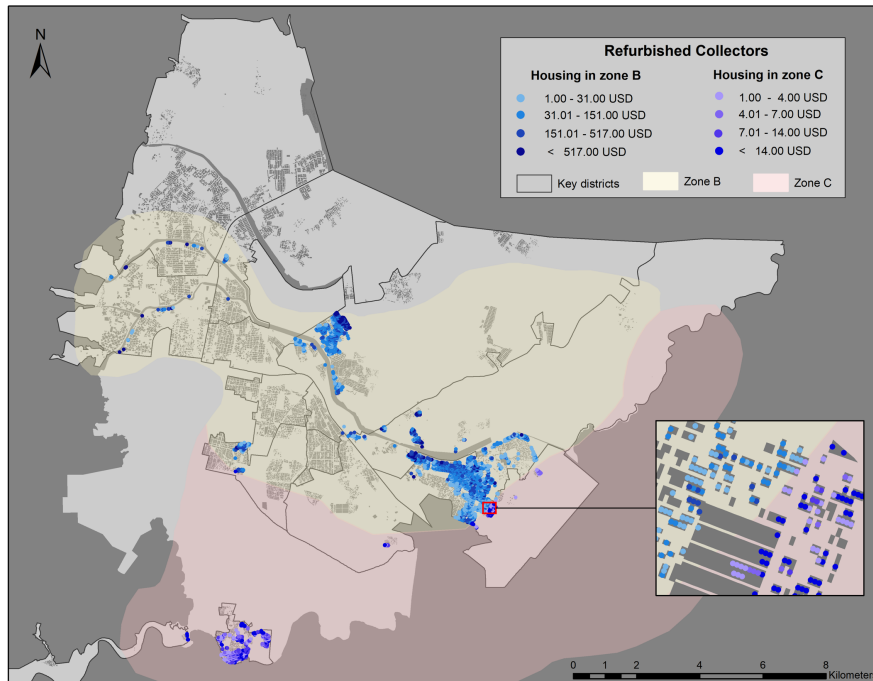 N
Refurbished Collectors
Housing in zone B
Housing in zone C
1.00 - 31.00 USD
1.00 - 4.00 USD
31.01 - 151.00 USD
4.01 - 7.00 USD
151.01 - 517.00 USD
7.01 - 14.00 USD
< 517.00 USD
< 14.00 USD
Key districts
Zone B
Zone C
0 1 2 4 6 8
Kilometers